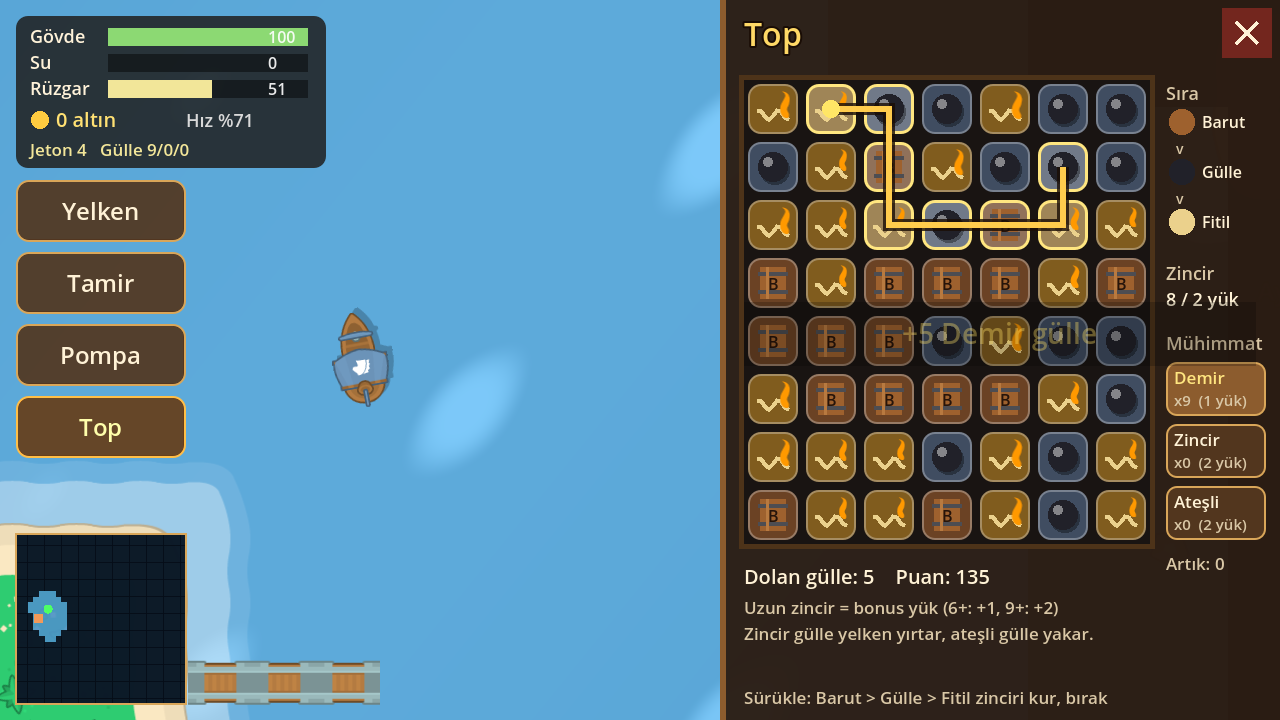 Gövde 100
Su 0
Rüzgar 51
0 altın Hız %71
Jeton 4 Gülle 9/0/0
Yelken
Tamir
Pompa
Top
Top
Sıra
Barut
v
Gülle
v
Fitil
Zincir
8 / 2 yük
Mühimmat
Demir
x9 (1 yük)
Zincir
x0 (2 yük)
Ateşli
x0 (2 yük)
Artık: 0
B B B B B
B B B
+5 Demir gülle
B B B B
B B
Dolan gülle: 5 Puan: 135
Uzun zincir = bonus yük (6+: +1, 9+: +2)
Zincir gülle yelken yırtar, ateşli gülle yakar.
Sürükle: Barut > Gülle > Fitil zinciri kur, bırak